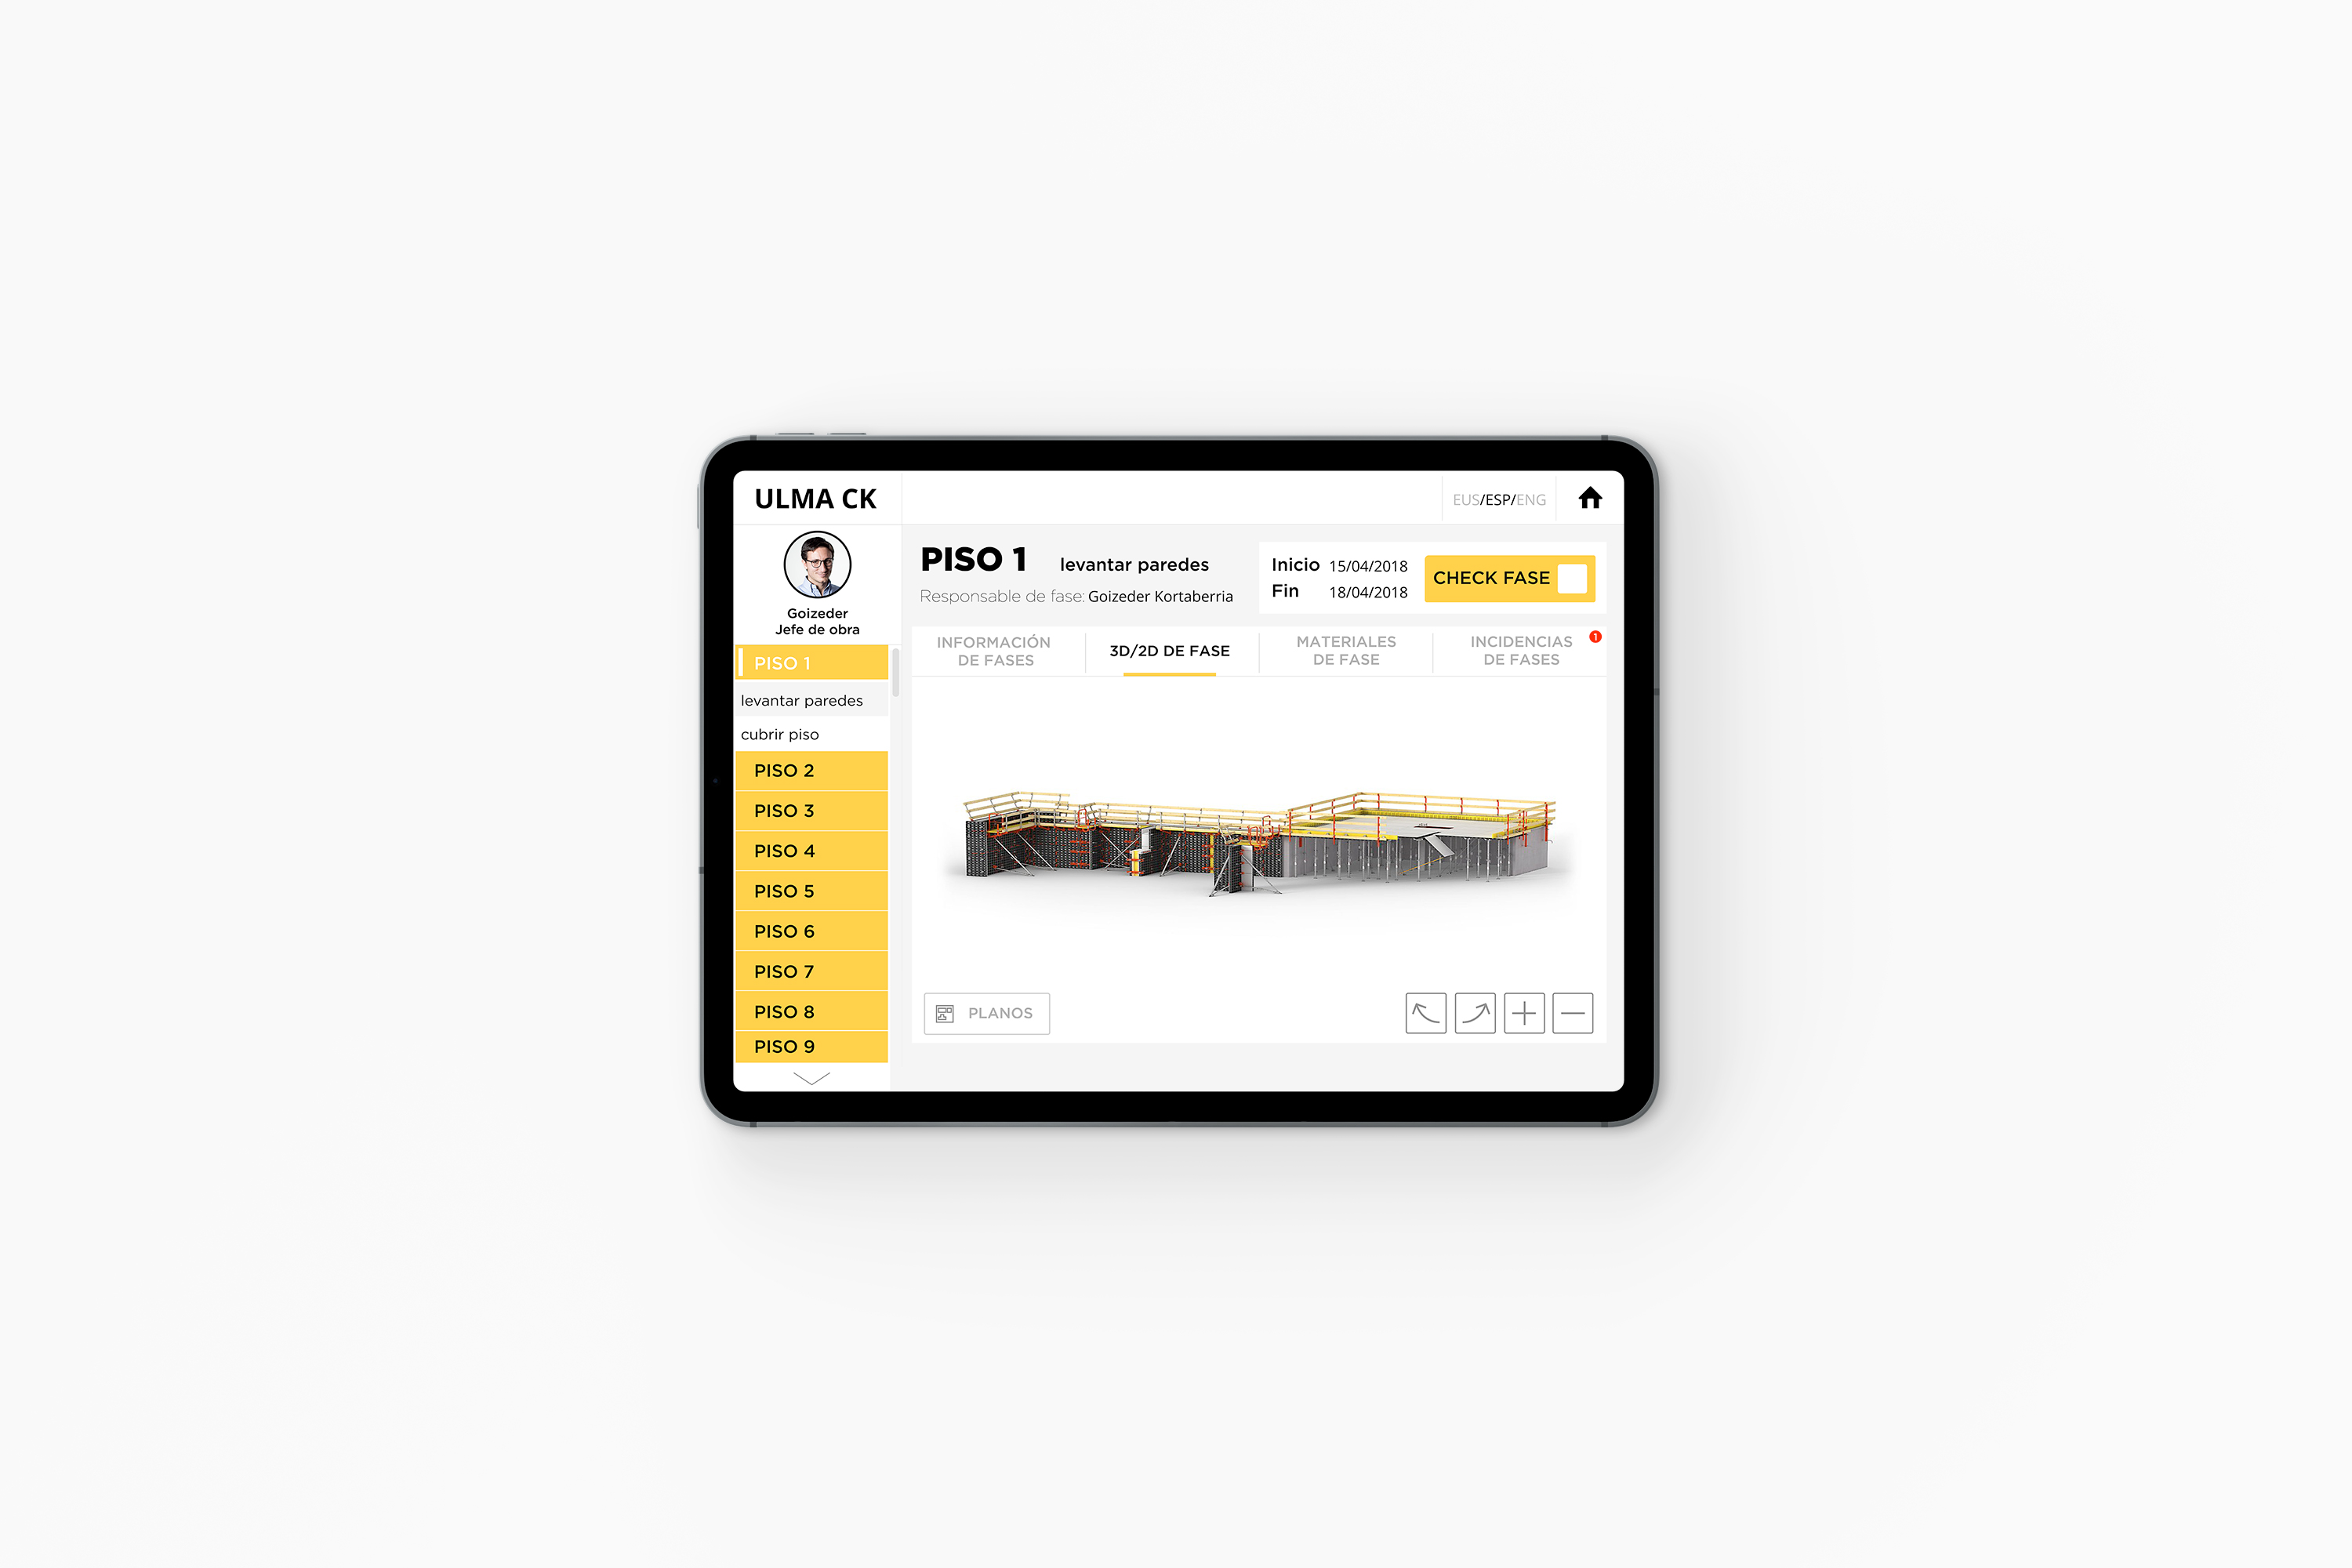 ULMA CK
EUS/ESP/ENG
Goizeder
Jefe de obra
PISO 1
levantar paredes
cubrir piso
PISO 2
PISO 3
PISO 4
PISO 5
PISO 6
PISO 7
PISO 8
PISO 9
PISO 1 levantar paredes
Responsable de fase: Goizeder Kortaberria
Inicio 15/04/2018
Fin 18/04/2018
CHECK FASE
INFORMACIÓN
DE FASES
3D/2D DE FASE
MATERIALES
DE FASE
INCIDENCIAS
DE FASES
1
PLANOS